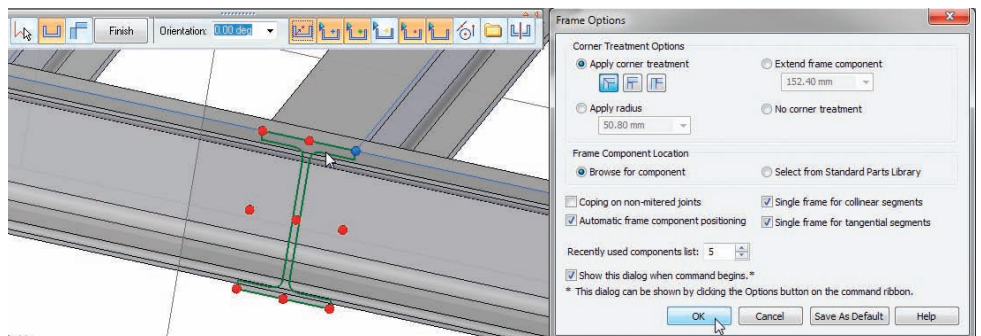 Finish
Orientation: 0.00 deg
Frame Options
Corner Treatment Options
Apply corner treatment
Extend frame component
152.40 mm
Apply radius
No corner treatment
50.80 mm
Frame Component Location
Browse for component
Select from Standard Parts Library
Coping on non-mitered joints
Single frame for collinear segments
Automatic frame component positioning
Single frame for tangential segments
Recently used components list: 5
Show this dialog when command begins.*
* This dialog can be shown by clicking the Options button on the command ribbon.
OK
Cancel
Save As Default
Help